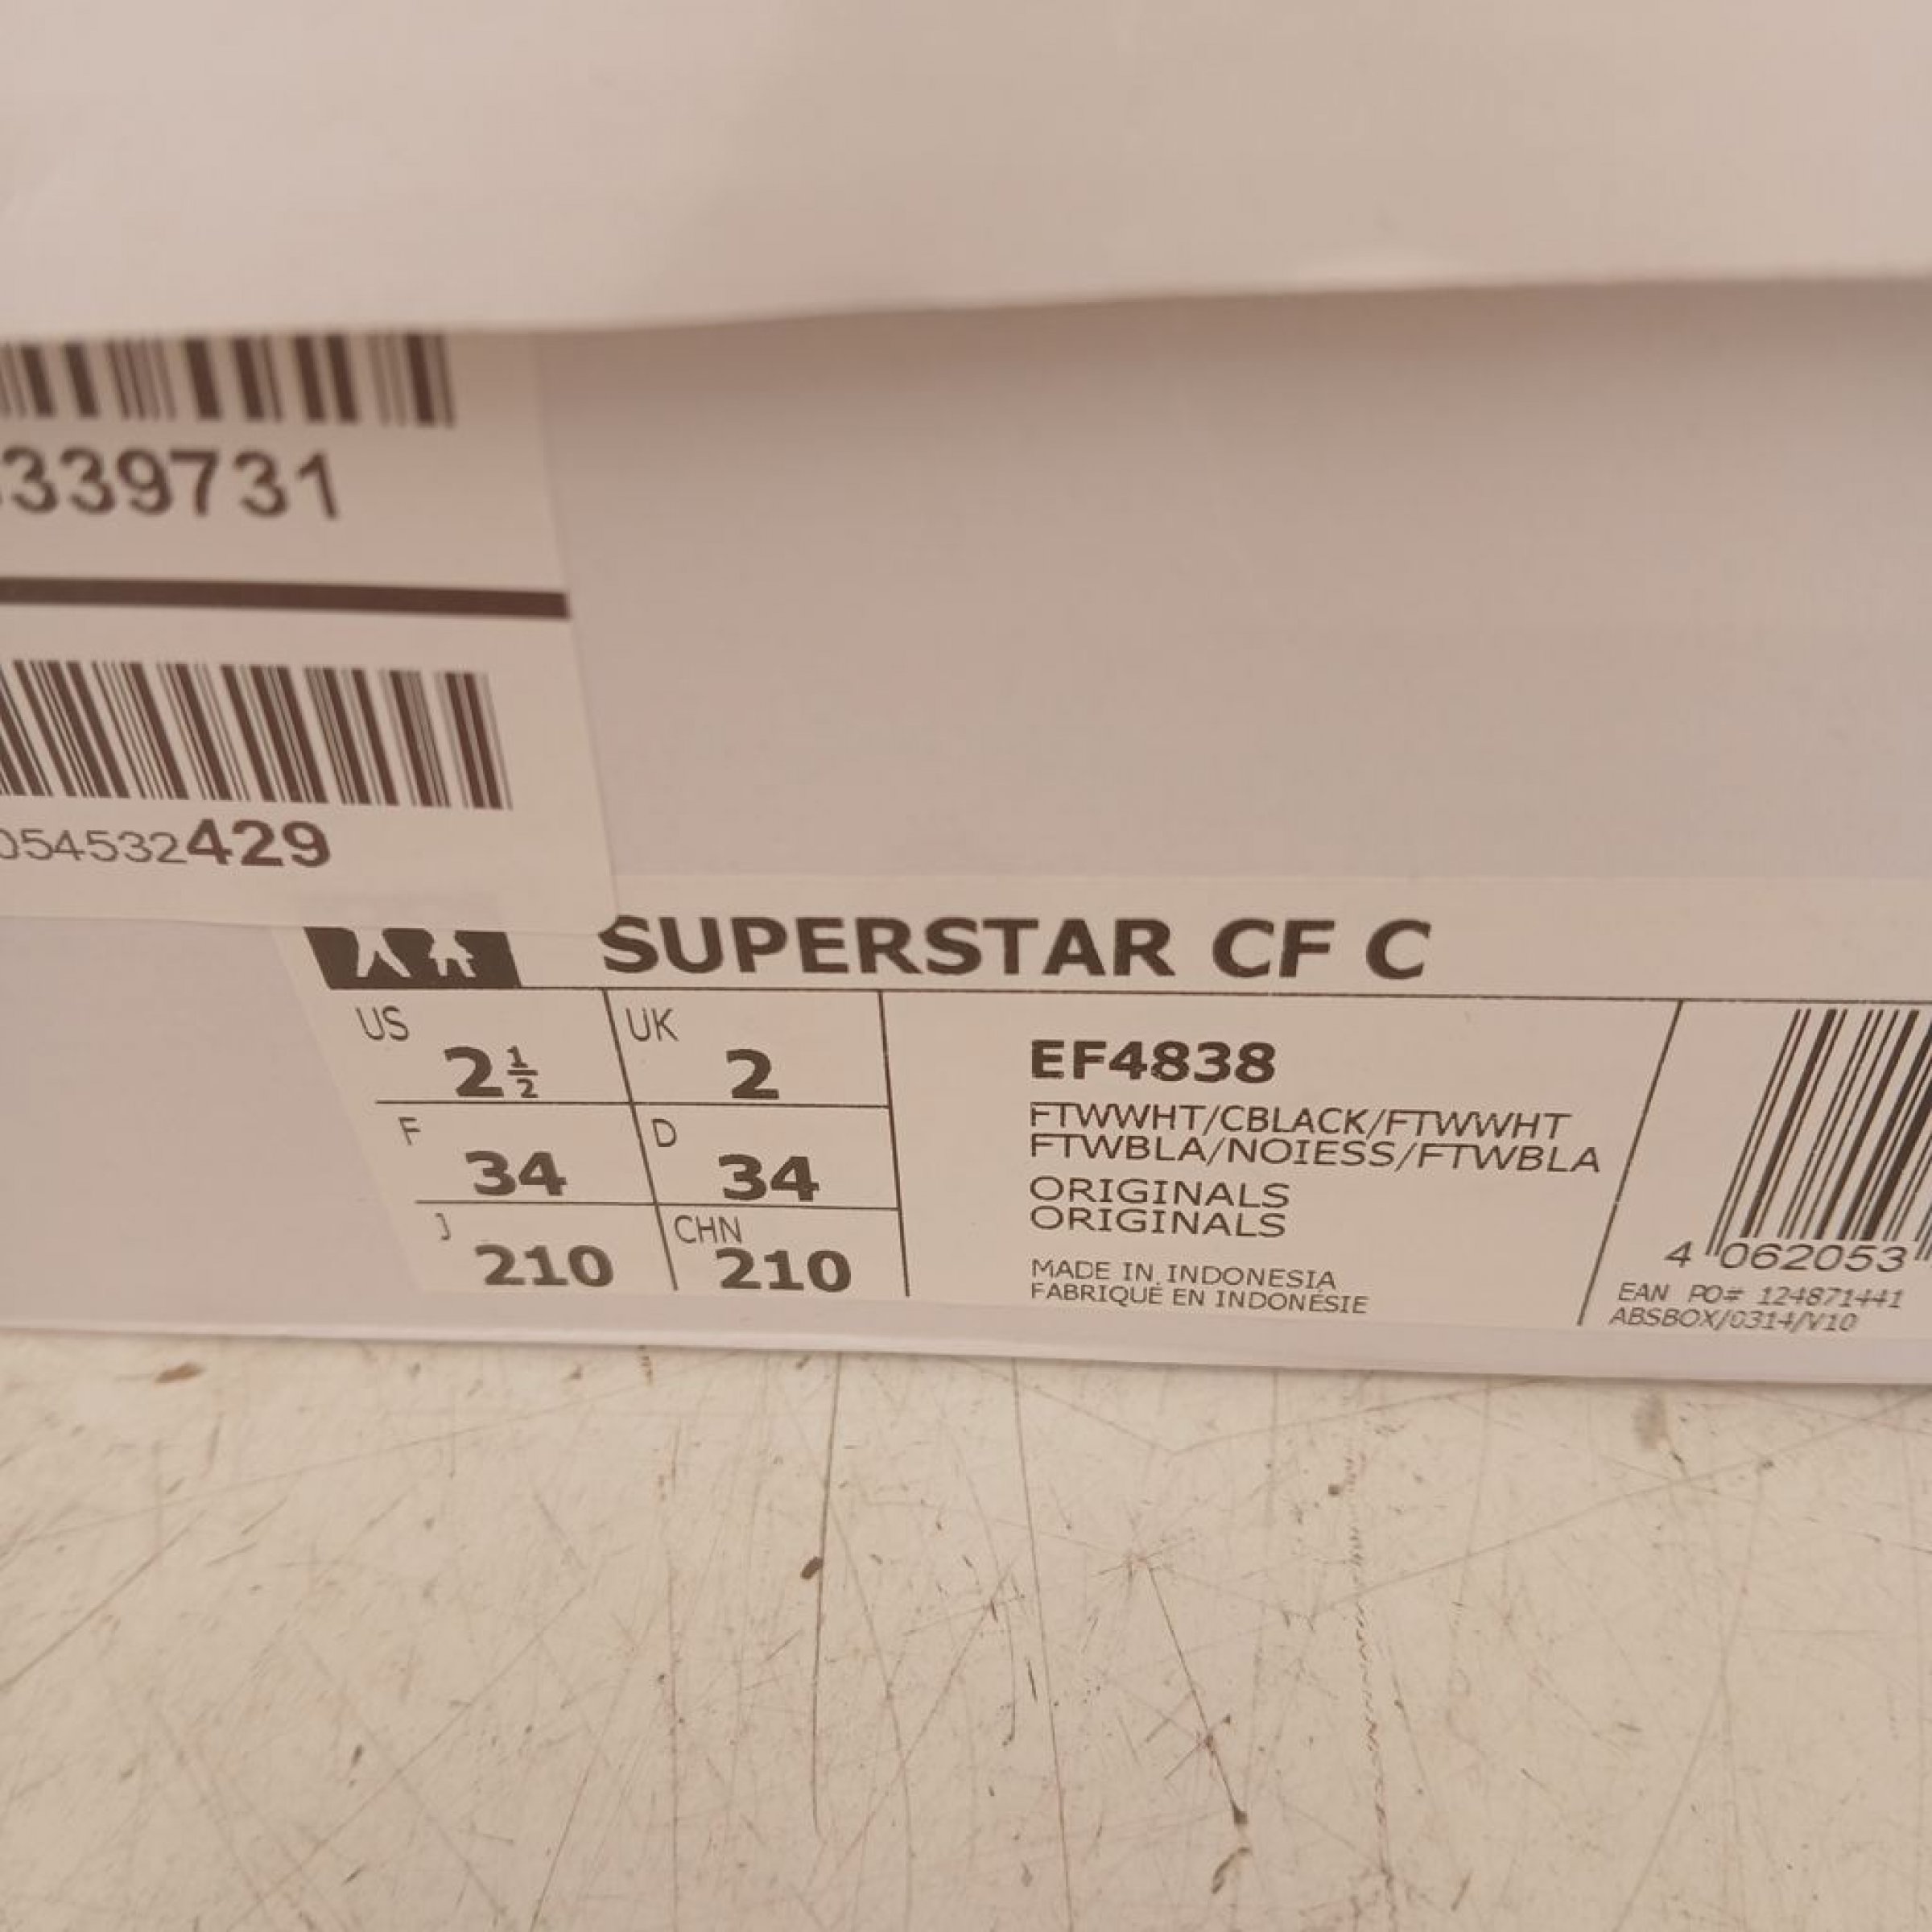 339731
054532429
SUPERSTAR CF C
US 2½ UK 2
F 34 D 34
J 210 CHN 210
EF4838
FTWWHT/CBLACK/FTWWHT
FTWBLA/NOIESS/FTWBLA
ORIGINALS
ORIGINALS
MADE IN INDONESIA
FABRIQUÉ EN INDONÉSIE
4 062053
EAN PO# 124871441
ABSBOX/0314/V10